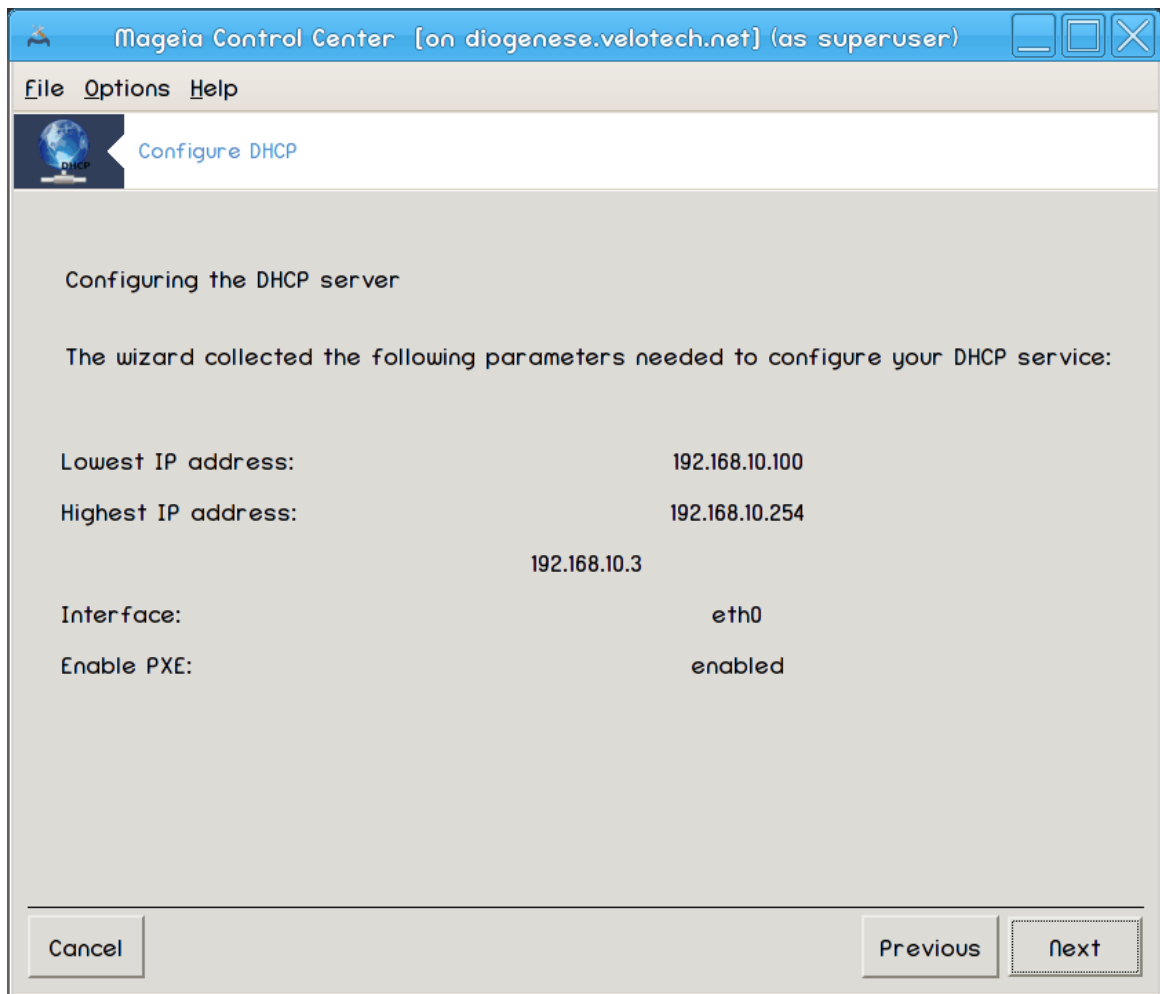 Mageia Control Center [on diogenese.velotech.net] (as superuser)
File Options Help
DHCP
Configure DHCP
Configuring the DHCP server
The wizard collected the following parameters needed to configure your DHCP service:
Lowest IP address: 192.168.10.100
Highest IP address: 192.168.10.254
192.168.10.3
Interface: eth0
Enable PXE: enabled
Cancel Previous Next